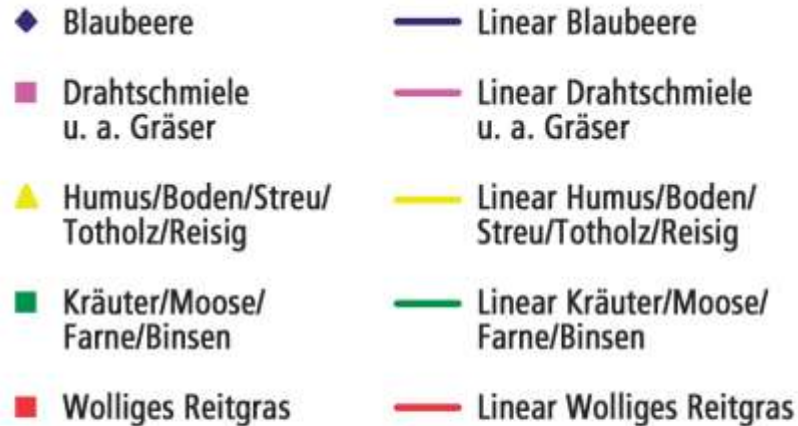 Blaubeere
Linear Blaubeere
Drahtschmiele
u. a. Gräser
Linear Drahtschmiele
u. a. Gräser
Humus/Boden/Streu/
Totholz/Reisig
Linear Humus/Boden/
Streu/Totholz/Reisig
Kräuter/Moose/
Farne/Binsen
Linear Kräuter/Moose/
Farne/Binsen
Wolliges Reitgras
Linear Wolliges Reitgras